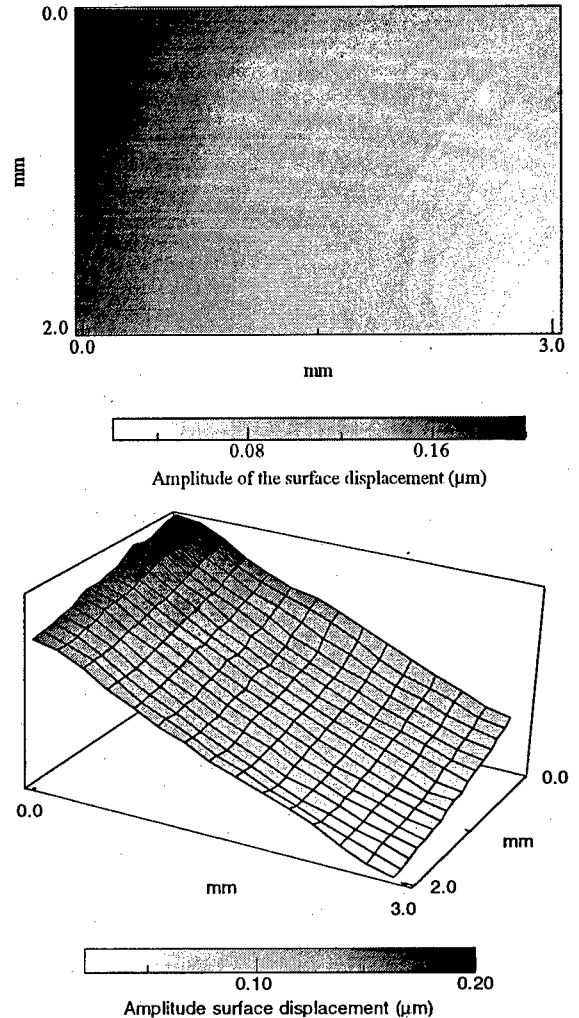 0.0
mm
2.0
0.0 3.0
mm
0.08 0.16
Amplitude of the surface displacement (μm)
0.0
0.0
mm
mm
2.0
3.0
0.10 0.20
Amplitude surface displacement (μm)